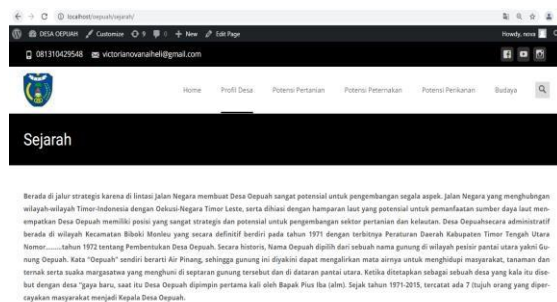 localhost/oepuah/sejarah/
DESA OEPUAH Customize 9 0 New Edit Page Howdy, nova
081310429548 victorianovanaiheli@gmail.com
Home Profil Desa Potensi Pertanian Potensi Peternakan Potensi Perikanan Budaya
Sejarah
Berada di jalur strategis karena di lintasi Jalan Negara membuat Desa Oepuah sangat potensial untuk pengembangan segala aspek. Jalan Negara yang menghubngan
wilayah-wilayah Timor-Indonesia dengan Oekusi-Negara Timor Leste, serta dihiasi dengan hamparan laut yang potensial untuk pemanfaatan sumber daya laut men-
empatkan Desa Oepuah memiliki posisi yang sangat strategis dan potensial untuk pengembangan sektor pertanian dan kelautan. Desa Oepuahsecara administratif
berada di wilayah Kecamatan Biboki Monleu yang secara definitif berdiri pada tahun 1971 dengan terbitnya Peraturan Daerah Kabupaten Timor Tengah Utara
Nomor.........tahun 1972 tentang Pembentukan Desa Oepuah. Secara historis, Nama Oepuah dipilih dari sebuah nama gunung di wilayah pesisir pantai utara yakni Gu-
nung Oepuah. Kata "Oepuah" sendiri berarti Air Pinang, sehingga gunung ini diyakini dapat mengalirkan mata airnya untuk menghidupi masyarakat, tanaman dan
ternak serta suaka margasatwa yang menghuni di septaran gunung tersebut dan di dataran pantai utara. Ketika ditetapkan sebagai sebuah desa yang kala itu dise-
but dengan desa "gaya baru, saat itu Desa Oepuah dipimpin pertama kali oleh Bapak Pius Iba (alm). Sejak tahun 1971-2015, tercatat ada 7 (tujuh orang yang diper-
cayakan masyarakat menjadi Kepala Desa Oepuah.